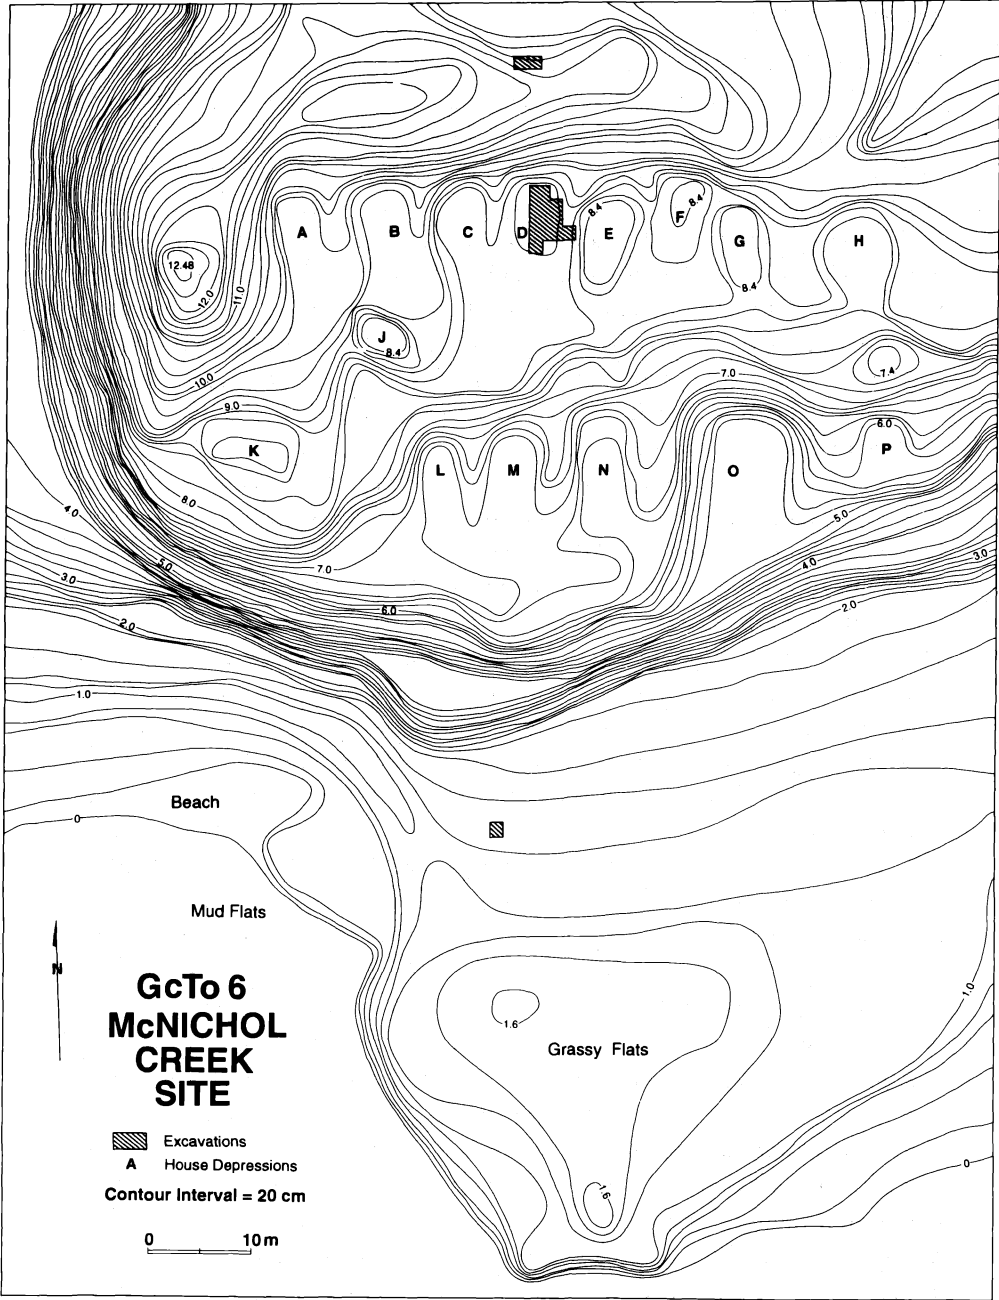 A
B
C
D
E
F
G
H
8.4
8.4
8.4
12.48
12.0
11.0
J
8.4
10.0
9.0
7.0
7.4
K
L
M
N
O
6.0
P
8.0
5.0
4.0
7.0
5.0
4.0
3.0
3.0
6.0
2.0
2.0
1.0
Beach
0
Mud Flats
N
1.6
1.0
Grassy Flats
GcTo 6
McNICHOL
CREEK
SITE
Excavations
A House Depressions
Contour Interval = 20 cm
0 10 m
1.6
0